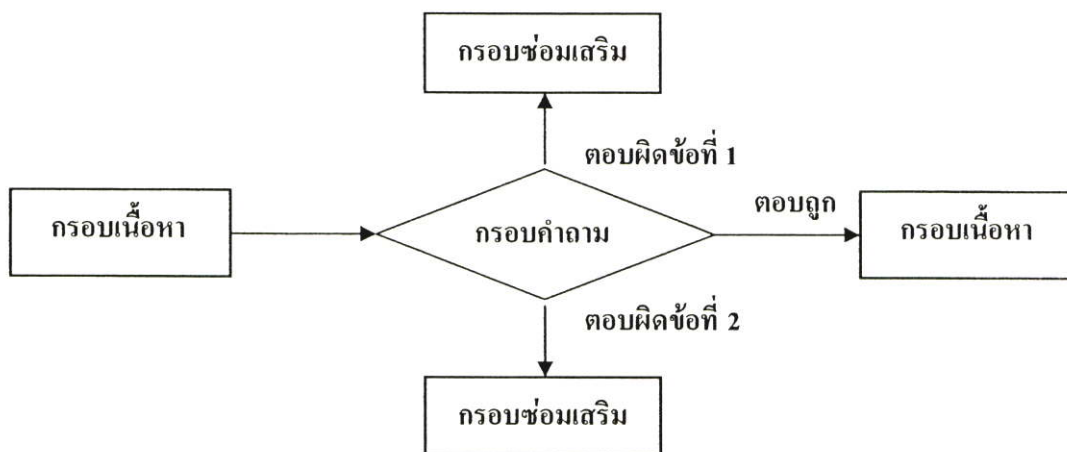 กรอบซ่อมเสริม
ตอบผิดข้อที่ 1
กรอบเนื้อหา
กรอบคำถาม
ตอบถูก
กรอบเนื้อหา
ตอบผิดข้อที่ 2
กรอบซ่อมเสริม